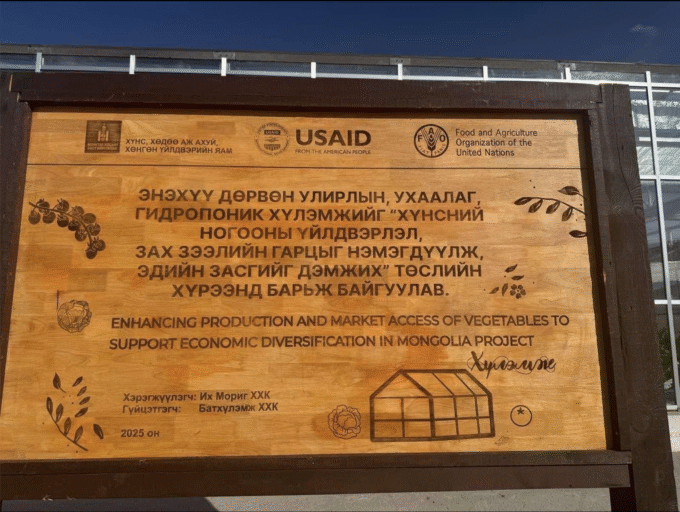 ХҮНС, ХӨДӨӨ АЖ АХУЙ,
ХӨНГӨН ҮЙЛДВЭРИЙН ЯАМ
USAID
FROM THE AMERICAN PEOPLE
FAO
Food and Agriculture
Organization of the
United Nations
ЭНЭХҮҮ ДӨРВӨН УЛИРЛЫН, УХААЛАГ,
ГИДРОПОНИК ХҮЛЭМЖИЙГ "ХҮНСНИЙ
НОГООНЫ ҮЙЛДВЭРЛЭЛ,
ЗАХ ЗЭЭЛИЙН ГАРЦЫГ НЭМЭГДҮҮЛЖ,
ЭДИЙН ЗАСГИЙГ ДЭМЖИХ" ТӨСЛИЙН
ХҮРЭЭНД БАРЬЖ БАЙГУУЛАВ.
ENHANCING PRODUCTION AND MARKET ACCESS OF VEGETABLES TO
SUPPORT ECONOMIC DIVERSIFICATION IN MONGOLIA PROJECT
Хүлэмж
Хэрэгжүүлэгч: Их Мориг ХХК
Гүйцэтгэгч: Батхүлэмж ХХК
2025 он